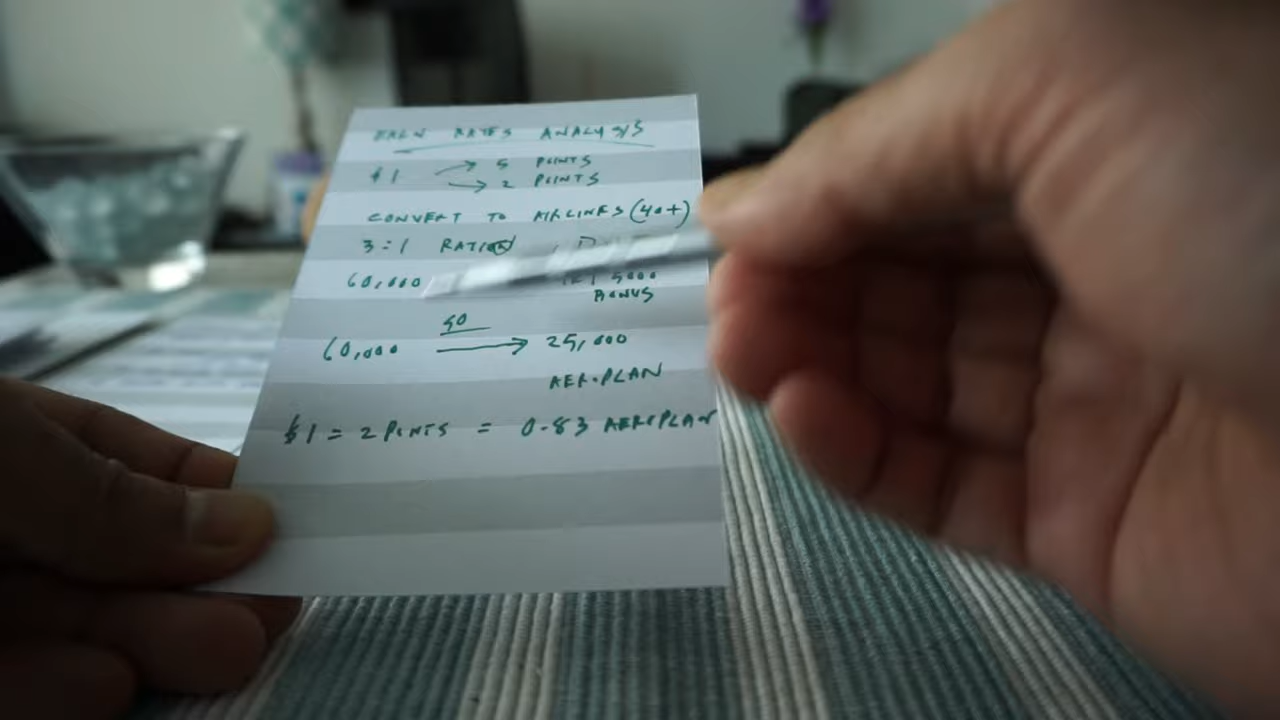 EARN RATES ANALYSIS
$1 → 5 POINTS
→ 2 POINTS
CONVERT TO AIRLINES (40+)
3=1 RATIO
60,000 5000
BONUS
60,000 SO → 25,000
AEROPLAN
$1 = 2 POINTS = 0.83 AEROPLAN